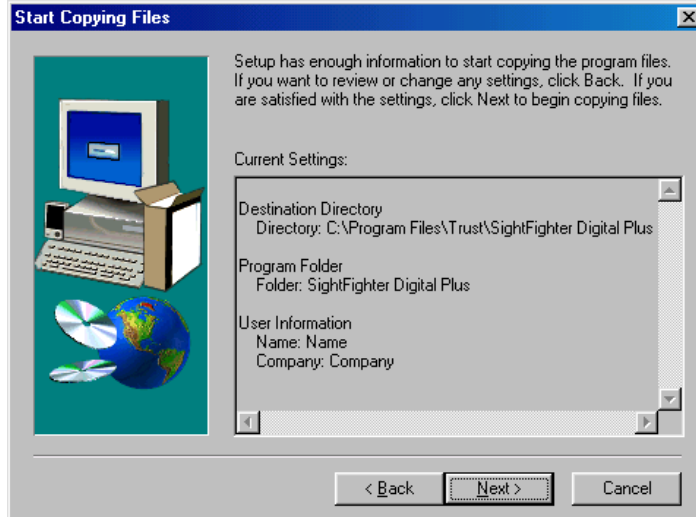 Start Copying Files
Setup has enough information to start copying the program files.
If you want to review or change any settings, click Back.  If you
are satisfied with the settings, click Next to begin copying files.
Current Settings:
Destination Directory
Directory: C:\Program Files\Trust\SightFighter Digital Plus
Program Folder
Folder: SightFighter Digital Plus
User Information
Name: Name
Company: Company
< Back
Next >
Cancel